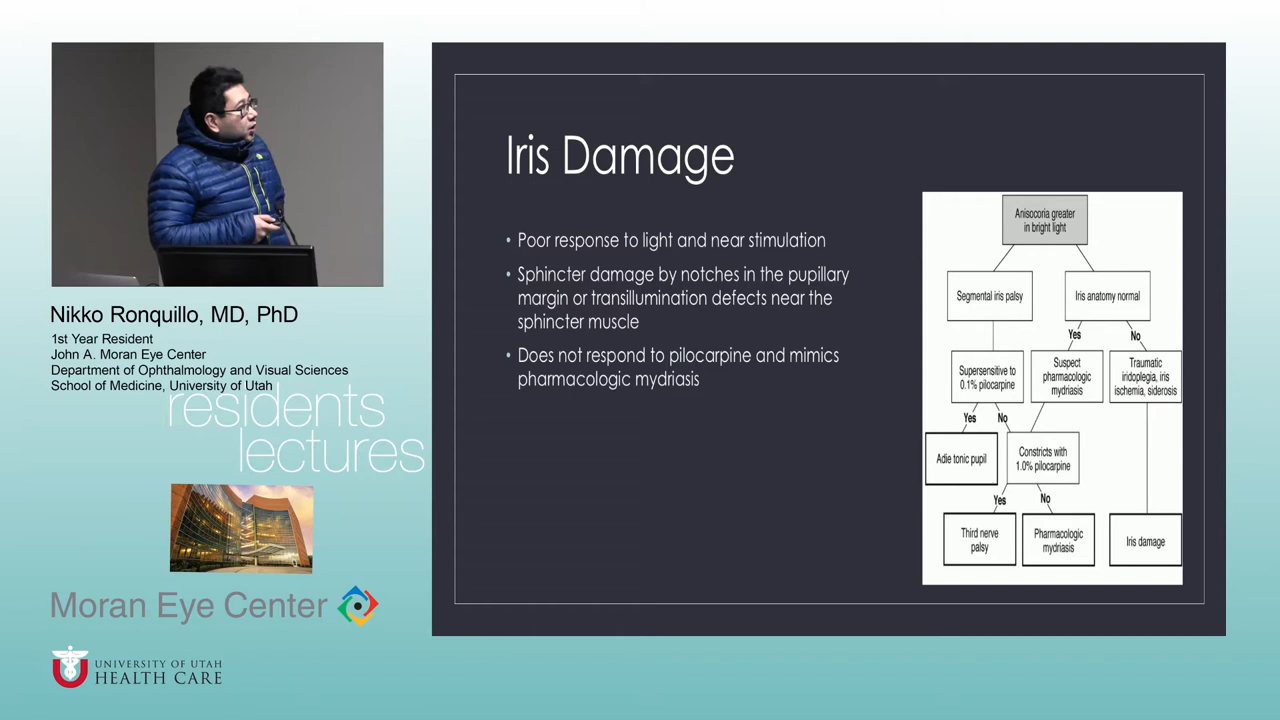 Nikko Ronquillo, MD, PhD
1st Year Resident
John A. Moran Eye Center
Department of Ophthalmology and Visual Sciences
School of Medicine, University of Utah
residents
lectures
Moran Eye Center
UNIVERSITY OF UTAH
HEALTH CARE
Iris Damage
• Poor response to light and near stimulation
• Sphincter damage by notches in the pupillary
margin or transillumination defects near the
sphincter muscle
• Does not respond to pilocarpine and mimics
pharmacologic mydriasis
Anisocoria greater
in bright light
Segmental iris palsy
Iris anatomy normal
Yes
No
Supersensitive to
0.1% pilocarpine
Suspect
pharmacologic
mydriasis
Traumatic
iridoplegia, iris
ischemia, siderosis
Yes
No
Adie tonic pupil
Constricts with
1.0% pilocarpine
Yes
No
Third nerve
palsy
Pharmacologic
mydriasis
Iris damage